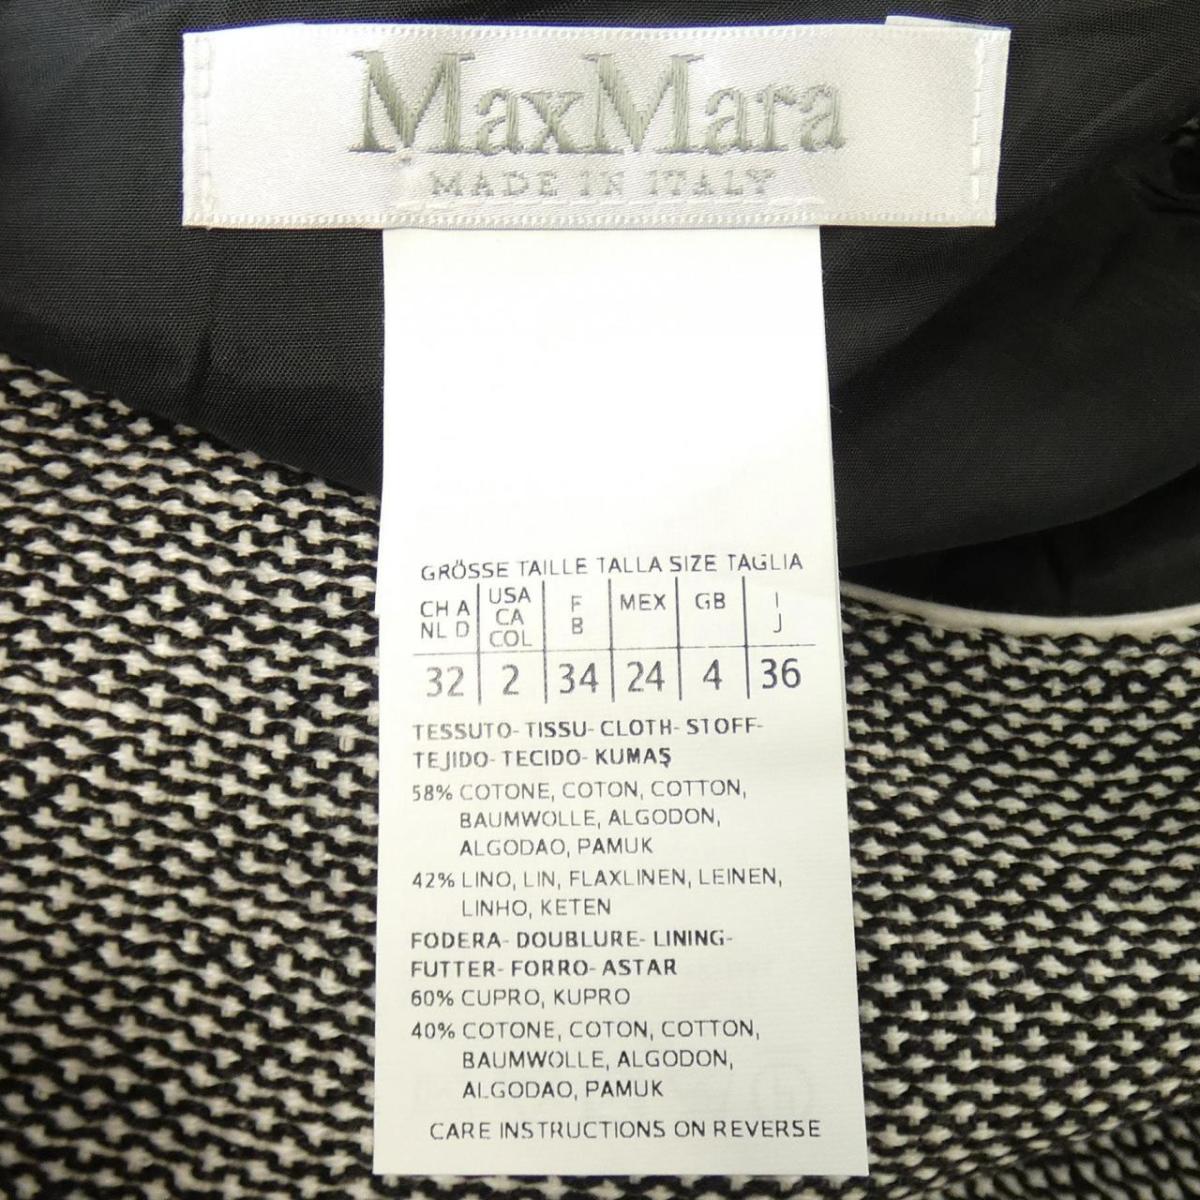 MaxMara
MADE IN ITALY
GRÖSSE TAILLE TALLA SIZE TAGLIA
CH A NL D | USA CA COL | F B | MEX | GB | I J
32 | 2 | 34 | 24 | 4 | 36
TESSUTO- TISSU- CLOTH- STOFF-
TEJIDO- TECIDO- KUMAŞ
58% COTONE, COTON, COTTON,
BAUMWOLLE, ALGODON,
ALGODAO, PAMUK
42% LINO, LIN, FLAXLINEN, LEINEN,
LINHO, KETEN
FODERA- DOUBLURE- LINING-
FUTTER- FORRO- ASTAR
60% CUPRO, KUPRO
40% COTONE, COTON, COTTON,
BAUMWOLLE, ALGODON,
ALGODAO, PAMUK
CARE INSTRUCTIONS ON REVERSE